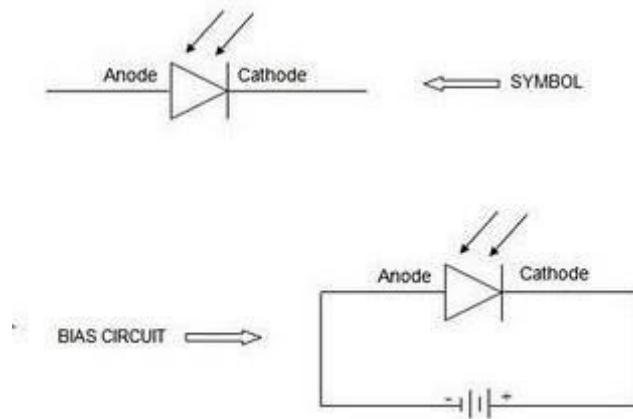 Anode Cathode
SYMBOL
Anode Cathode
BIAS CIRCUIT
- +